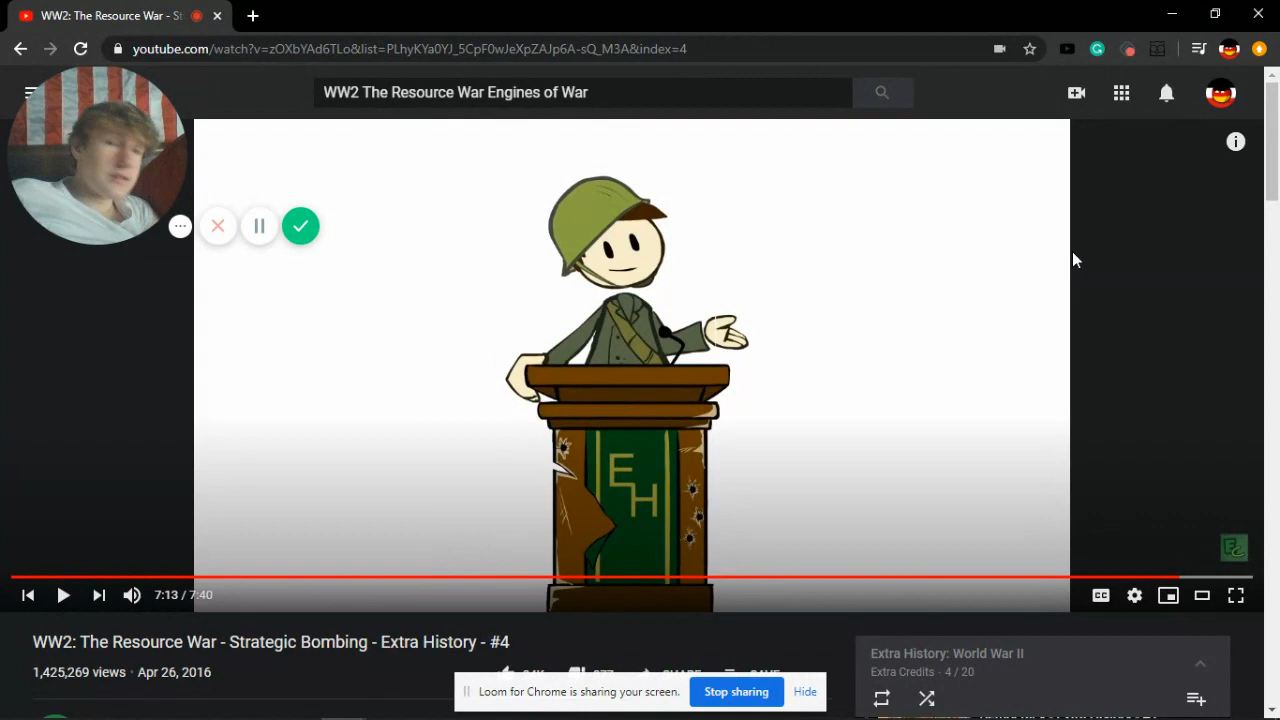 WW2: The Resource War - St
youtube.com/watch?v=zOXbYAd6TLo&list=PLhyKYa0YJ_5CpF0wJeXpZAJp6A-sQ_M3A&index=4
WW2 The Resource War Engines of War
EH
7:13 / 7:40
CC
WW2: The Resource War - Strategic Bombing - Extra History - #4
1,425,269 views • Apr 26, 2016
SHARE
SAVE
Extra History: World War II
Extra Credits - 4 / 20
Loom for Chrome is sharing your screen.
Stop sharing
Hide